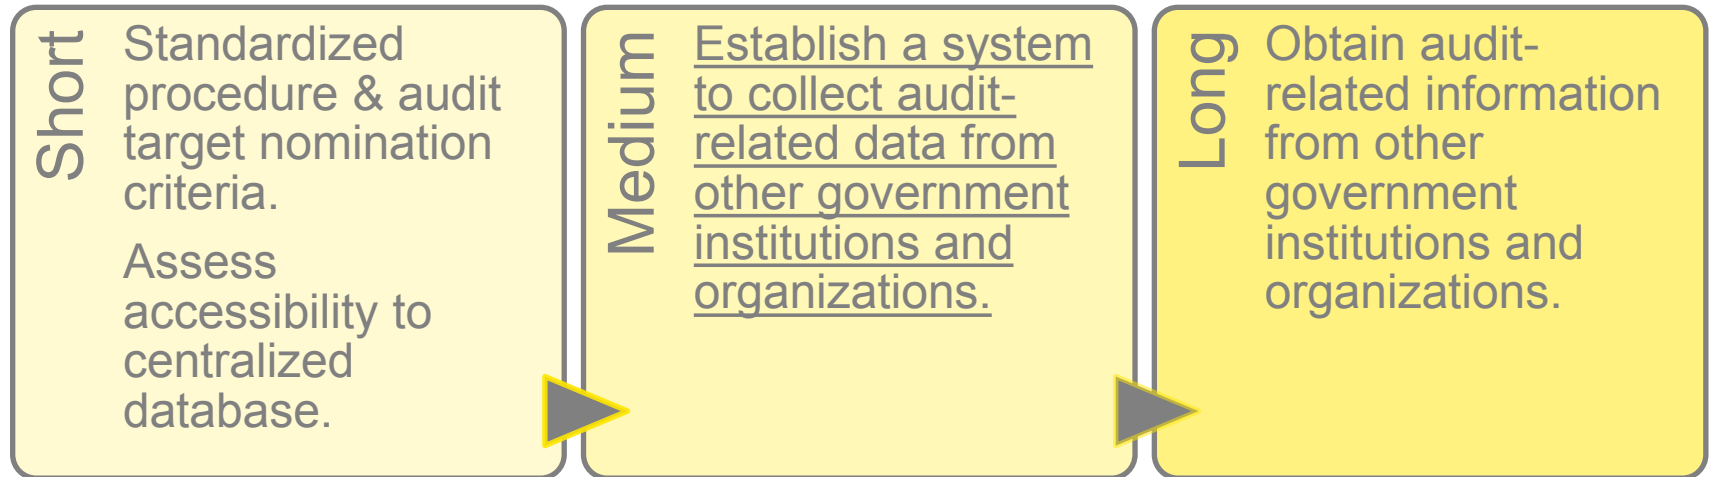 Short
Standardized
procedure & audit
target nomination
criteria.
Assess
accessibility to
centralized
database.
Medium
Establish a system
to collect audit-
related data from
other government
institutions and
organizations.
Long
Obtain audit-
related information
from other
government
institutions and
organizations.